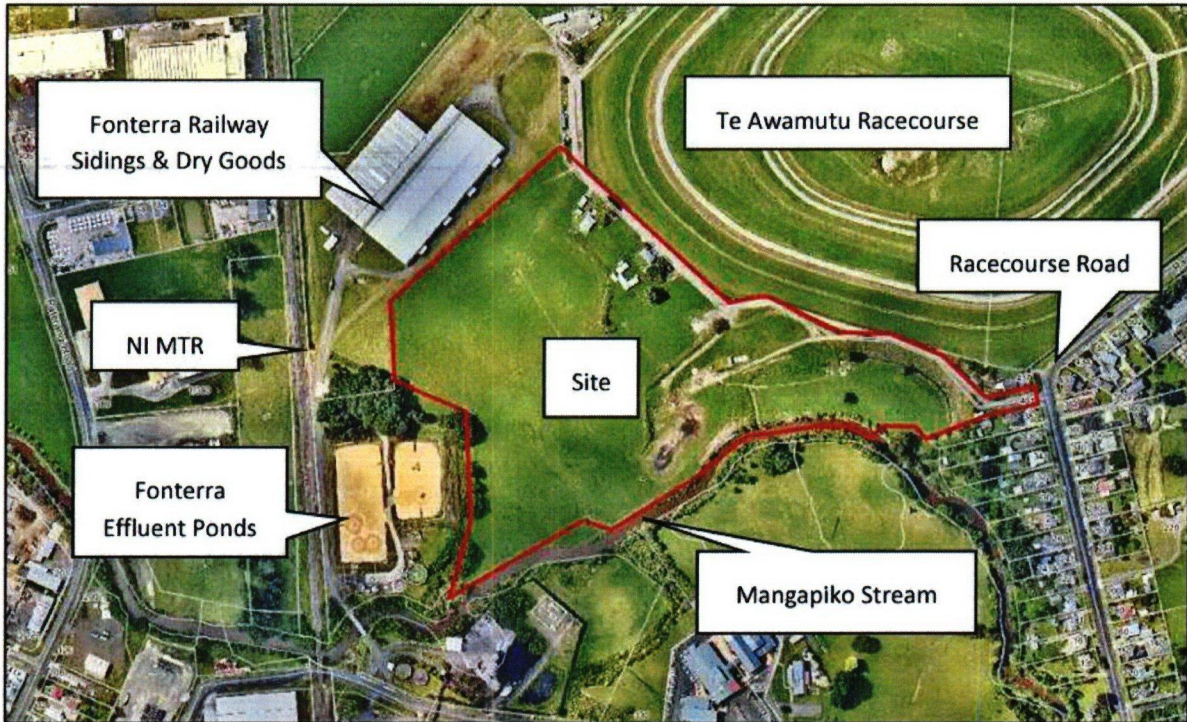 Fonterra Railway
Sidings & Dry Goods
Te Awamutu Racecourse
Racecourse Road
NI MTR
Site
Fonterra
Effluent Ponds
Mangapiko Stream